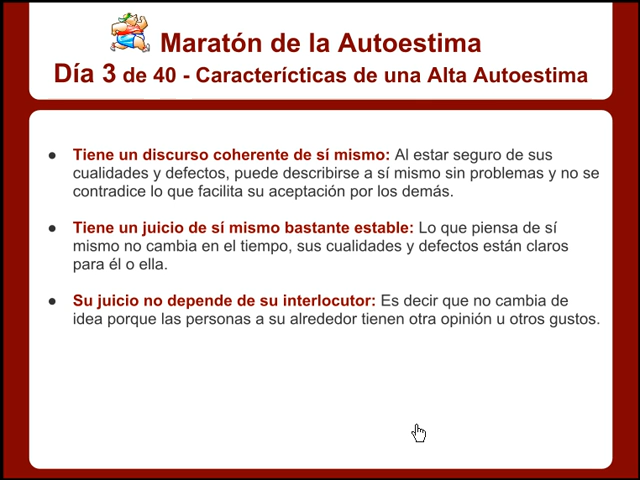 Maratón de la Autoestima
Día 3 de 40 - Caracterícticas de una Alta Autoestima
● Tiene un discurso coherente de sí mismo: Al estar seguro de sus
cualidades y defectos, puede describirse a sí mismo sin problemas y no se
contradice lo que facilita su aceptación por los demás.
● Tiene un juicio de sí mismo bastante estable: Lo que piensa de sí
mismo no cambia en el tiempo, sus cualidades y defectos están claros
para él o ella.
● Su juicio no depende de su interlocutor: Es decir que no cambia de
idea porque las personas a su alrededor tienen otra opinión u otros gustos.